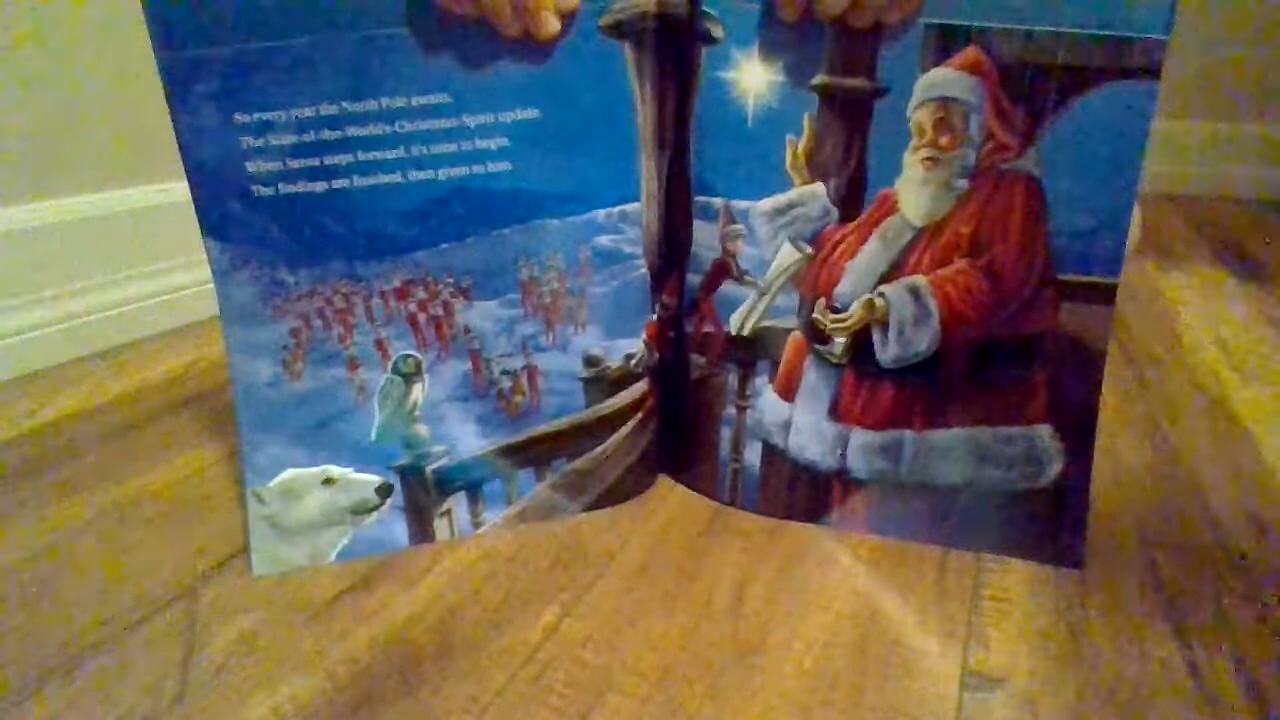 So every year the North Pole awaits,
The State-of-the-World's-Christmas-Spirit update.
When Santa steps forward, it's time to begin.
The findings are finished, then given to him.